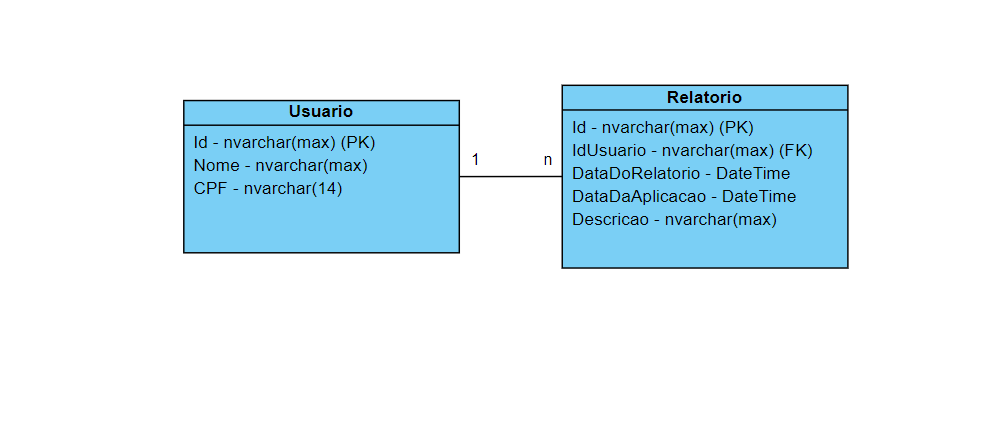 Usuario
Id - nvarchar(max) (PK)
Nome - nvarchar(max)
CPF - nvarchar(14)
1
n
Relatorio
Id - nvarchar(max) (PK)
IdUsuario - nvarchar(max) (FK)
DataDoRelatorio - DateTime
DataDaAplicacao - DateTime
Descricao - nvarchar(max)